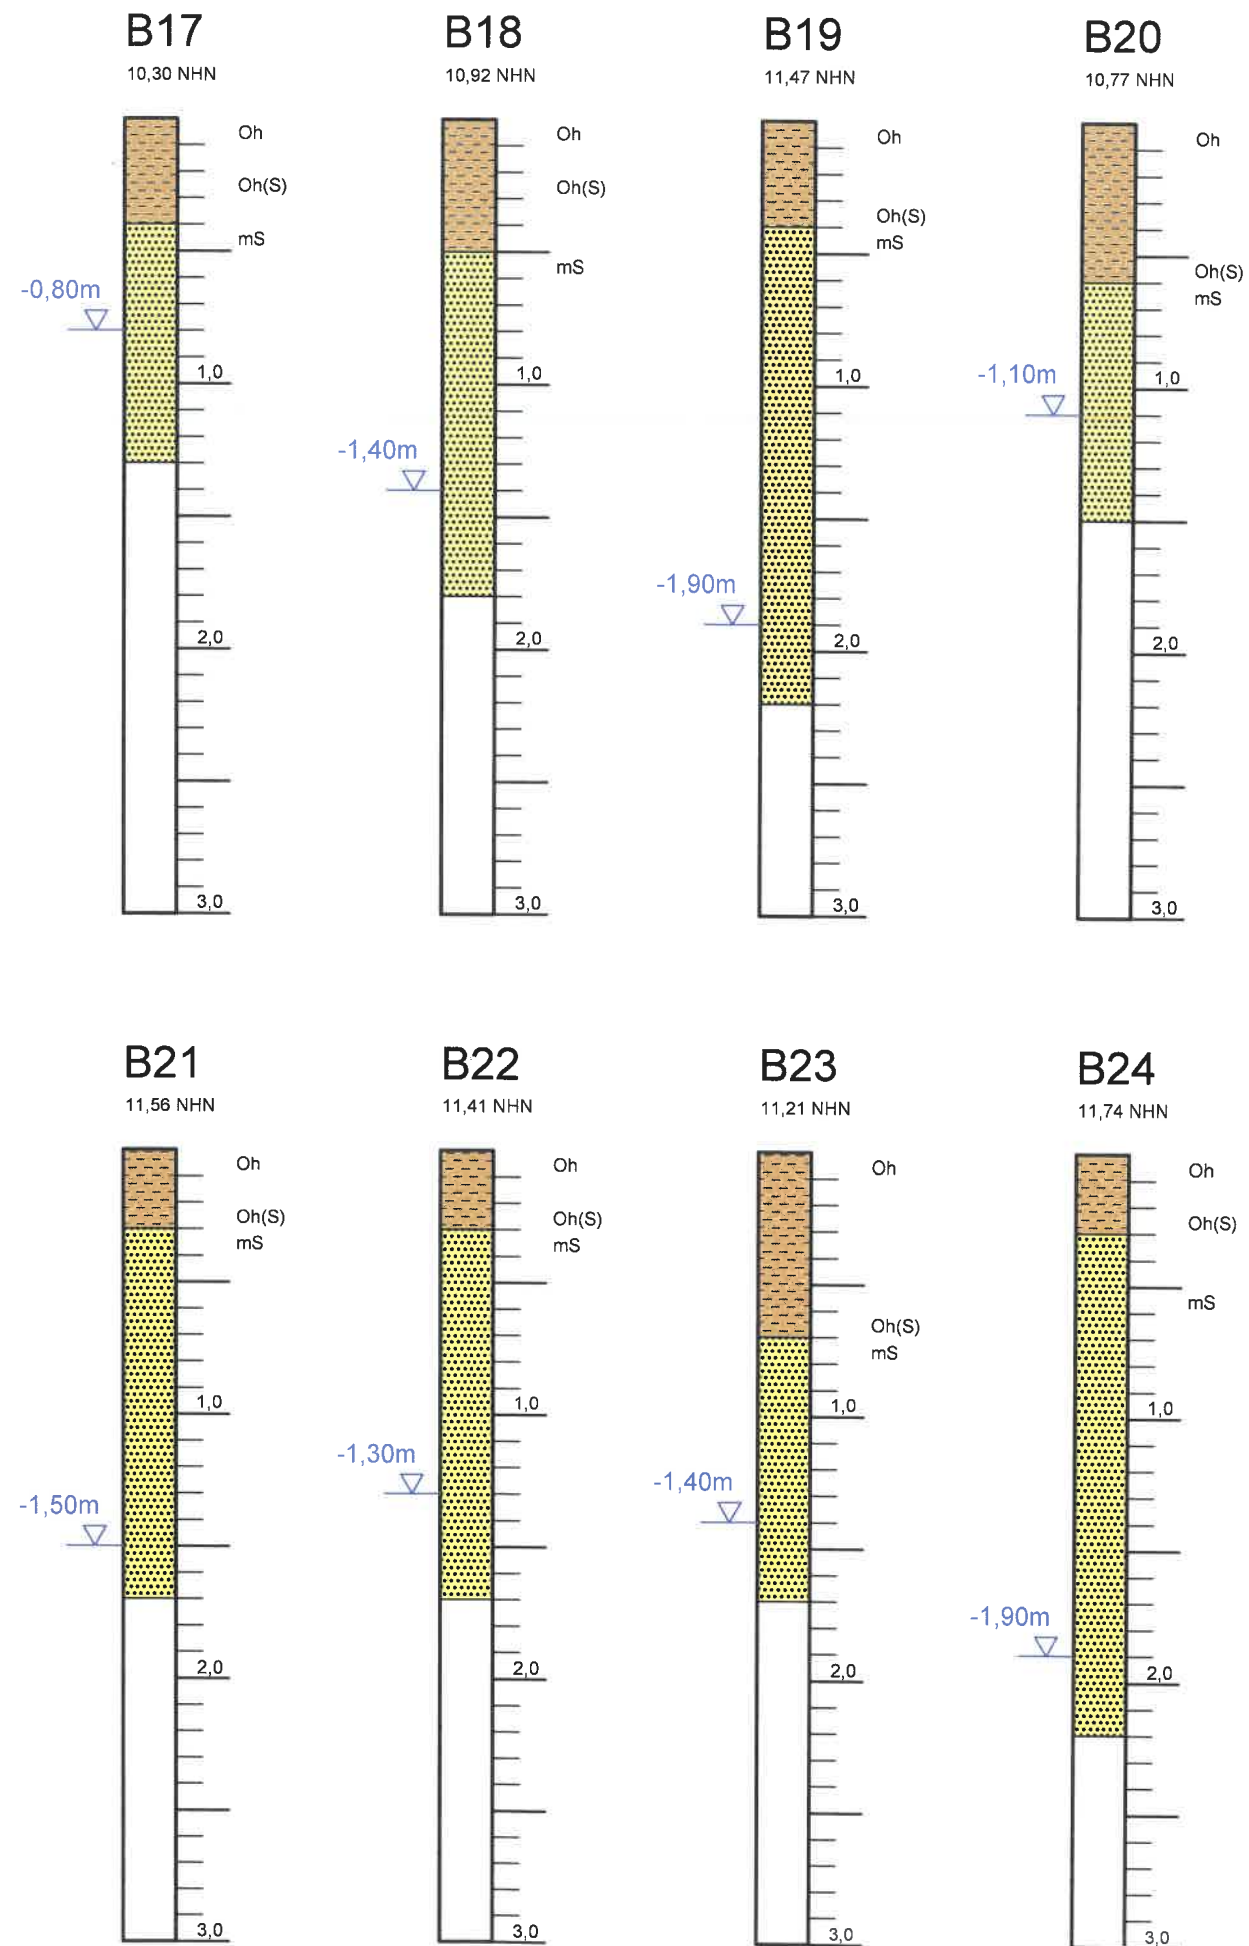 B17
10,30 NHN
Oh
Oh(S)
mS
-0,80m
1,0
2,0
3,0
B18
10,92 NHN
Oh
Oh(S)
mS
-1,40m
1,0
2,0
3,0
B19
11,47 NHN
Oh
Oh(S)
mS
1,0
-1,90m
2,0
3,0
B20
10,77 NHN
Oh
Oh(S)
mS
-1,10m
1,0
2,0
3,0
B21
11,56 NHN
Oh
Oh(S)
mS
1,0
-1,50m
2,0
3,0
B22
11,41 NHN
Oh
Oh(S)
mS
1,0
-1,30m
2,0
3,0
B23
11,21 NHN
Oh
Oh(S)
mS
1,0
-1,40m
2,0
3,0
B24
11,74 NHN
Oh
Oh(S)
mS
1,0
-1,90m
2,0
3,0